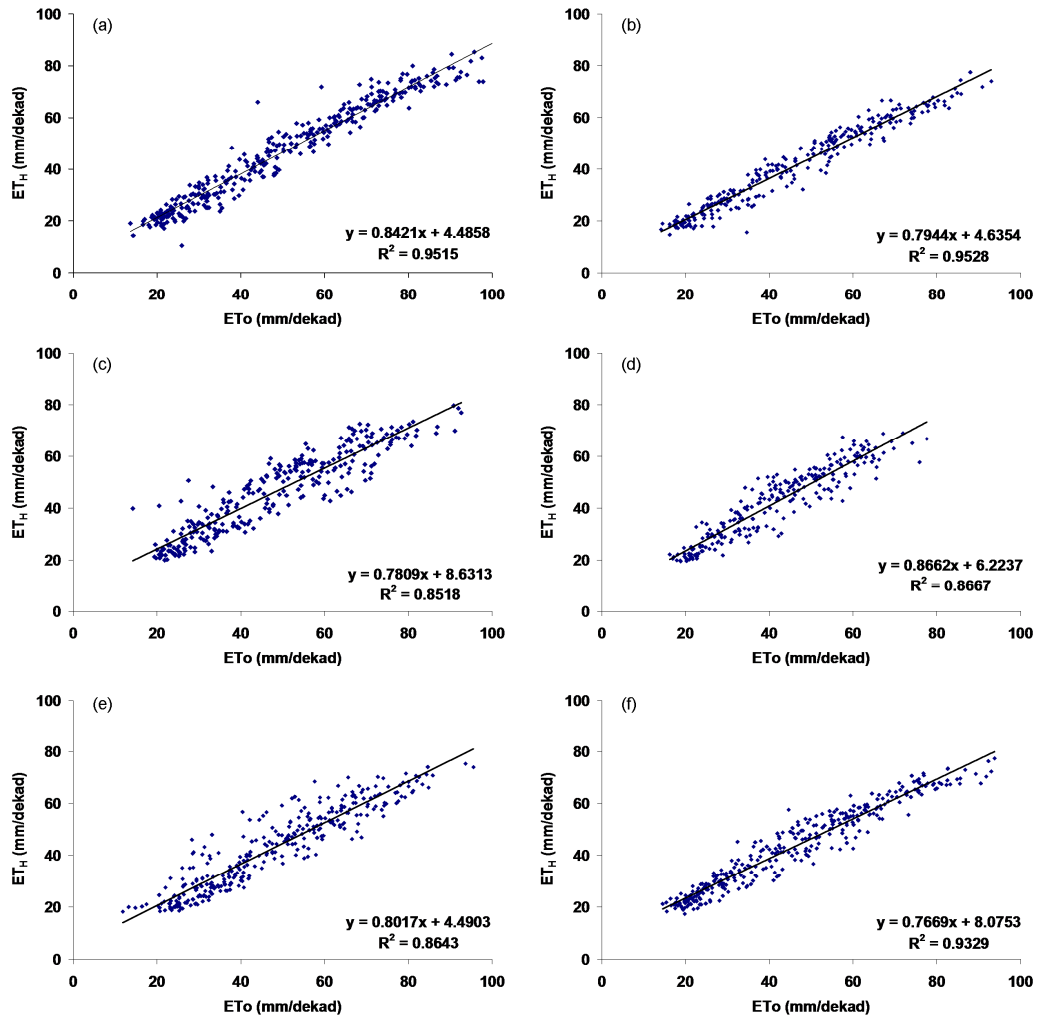 (a)
100
80
60
40
20
0
ET_H (mm/dekad)
y = 0.8421x + 4.4858
R² = 0.9515
0 20 40 60 80 100
ETo (mm/dekad)
(b)
100
80
60
40
20
0
ET_H (mm/dekad)
y = 0.7944x + 4.6354
R² = 0.9528
0 20 40 60 80 100
ETo (mm/dekad)
(c)
100
80
60
40
20
0
ET_H (mm/dekad)
y = 0.7809x + 8.6313
R² = 0.8518
0 20 40 60 80 100
ETo (mm/dekad)
(d)
100
80
60
40
20
0
ET_H (mm/dekad)
y = 0.8662x + 6.2237
R² = 0.8667
0 20 40 60 80 100
ETo (mm/dekad)
(e)
100
80
60
40
20
0
ET_H (mm/dekad)
y = 0.8017x + 4.4903
R² = 0.8643
0 20 40 60 80 100
ETo (mm/dekad)
(f)
100
80
60
40
20
0
ET_H (mm/dekad)
y = 0.7669x + 8.0753
R² = 0.9329
0 20 40 60 80 100
ETo (mm/dekad)